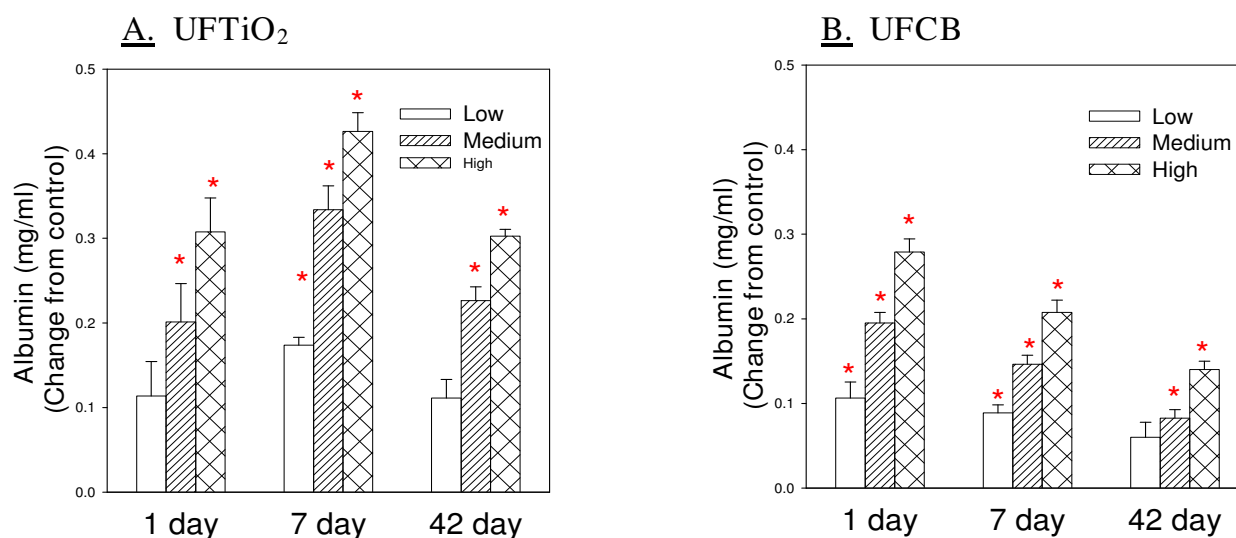 A. UFTiO₂
0.5
0.4
0.3
0.2
0.1
0.0
Albumin (mg/ml)
(Change from control)
Low
Medium
High
*
*
*
*
*
*
*
1 day
7 day
42 day
B. UFCB
0.5
0.4
0.3
0.2
0.1
0.0
Albumin (mg/ml)
(Change from control)
Low
Medium
High
*
*
*
*
*
*
*
*
1 day
7 day
42 day